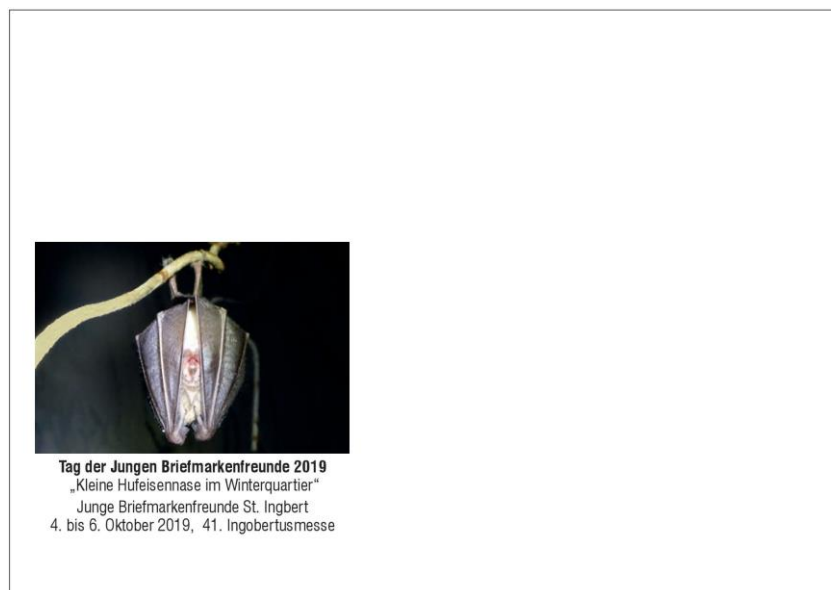 Tag der Jungen Briefmarkenfreunde 2019
„Kleine Hufeisennase im Winterquartier“
Junge Briefmarkenfreunde St. Ingbert
4. bis 6. Oktober 2019, 41. Ingobertusmesse